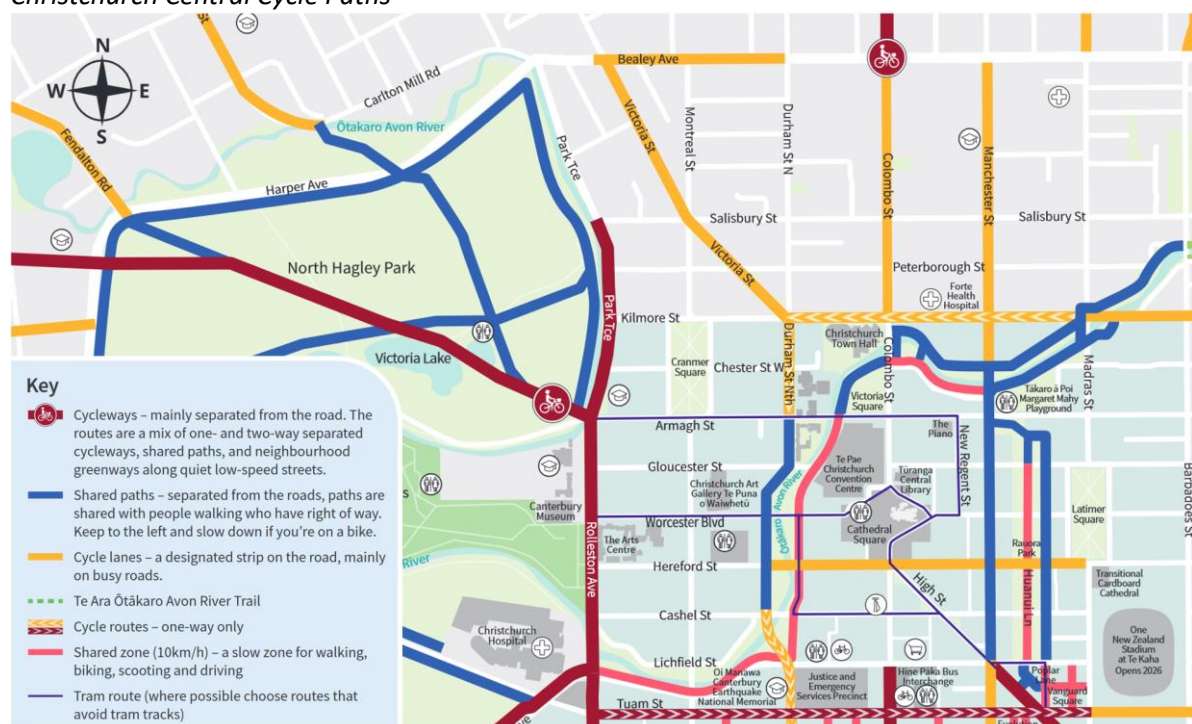 Christchurch Central Cycle Paths
N
W
E
S
St
Carlton Mill Rd
Ōtakaro Avon River
Fendalton Rd
Harper Ave
Park Tce
Bealey Ave
Victoria St
Montreal St
Durham St N
Colombo St
Manchester St
Salisbury St
Salisbury St
North Hagley Park
Victoria St
Peterborough St
Forte
Health
Hospital
Park Tce
Kilmore St
Victoria Lake
Cranmer
Square
Chester St W
Durham St Nth
Christchurch
Town Hall
Colombo St
Victoria
Square
Madras St
Tākaro ā Poi
Margaret Mahy
Playground
Armagh St
The
Piano
New Regent St
Gloucester St
Christchurch Art
Gallery Te Puna
o Waiwhetū
Ōtakaro Avon River
Te Pae
Christchurch
Convention
Centre
Tūranga
Central
Library
Canterbury
Museum
Rolleston Ave
Worcester Blvd
The Arts
Centre
Cathedral
Square
Latimer
Square
Barbadoes St
Rauora
Park
Hereford St
High St
Huanui Ln
Transitional
Cardboard
Cathedral
River
Cashel St
Christchurch
Hospital
Lichfield St
Oi Manawa
Canterbury
Earthquake
National Memorial
Justice and
Emergency
Services Precinct
Hine Pāka Bus
Interchange
Poplar
Lane
Vanguard
Square
One
New Zealand
Stadium
at Te Kaha
Opens 2026
Tuam St
Key
Cycleways – mainly separated from the road. The
routes are a mix of one- and two-way separated
cycleways, shared paths, and neighbourhood
greenways along quiet low-speed streets.
Shared paths – separated from the roads, paths are
shared with people walking who have right of way.
Keep to the left and slow down if you're on a bike.
Cycle lanes – a designated strip on the road, mainly
on busy roads.
Te Ara Ōtākaro Avon River Trail
Cycle routes – one-way only
Shared zone (10km/h) – a slow zone for walking,
biking, scooting and driving
Tram route (where possible choose routes that
avoid tram tracks)